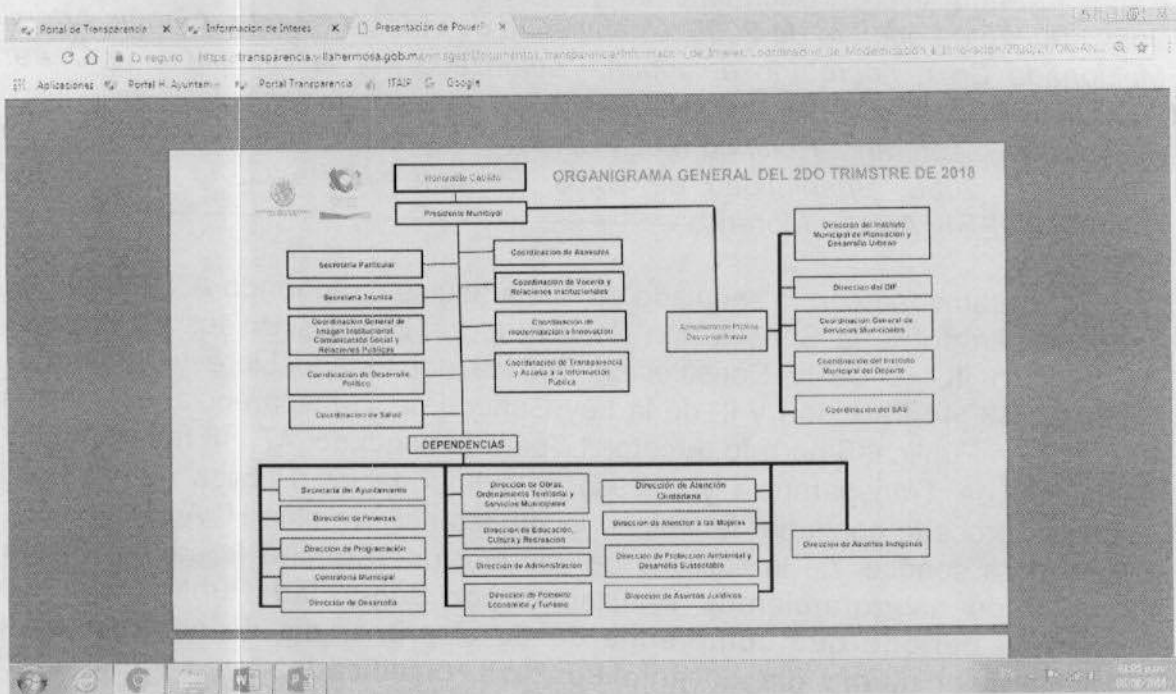 Portal de Transparencia
Informacion de Interes
Presentación de PowerP
https://transparencia.villahermosa.gob.mx
Aplicaciones
Portal H. Ayuntam
Portal Transparencia
ITAIP
Google
ORGANIGRAMA GENERAL DEL 2DO TRIMSTRE DE 2018
Honorable Cabildo
Presidente Municipal
Secretaría Particular
Secretaría Técnica
Coordinación General de
Imagen Institucional,
Comunicación Social y
Relaciones Públicas
Coordinación de Desarrollo
Político
Coordinación de Salud
Coordinación de Asesores
Coordinación de Vocería y
Relaciones Institucionales
Coordinación de
modernización e Innovación
Coordinación de Transparencia
y Acceso a la Información
Pública
Administración Pública
Descentralizada
Dirección del Instituto
Municipal de Planeación y
Desarrollo Urbano
Dirección del DIF
Coordinación General de
Servicios Municipales
Coordinación del Instituto
Municipal del Deporte
Coordinación del SAS
DEPENDENCIAS
Secretaría del Ayuntamiento
Dirección de Finanzas
Dirección de Programación
Contraloría Municipal
Dirección de Desarrollo
Dirección de Obras,
Ordenamiento Territorial y
Servicios Municipales
Dirección de Educación,
Cultura y Recreación
Dirección de Administración
Dirección de Fomento
Económico y Turismo
Dirección de Atención
Ciudadana
Dirección de Atención a las Mujeres
Dirección de Protección Ambiental y
Desarrollo Sustentable
Dirección de Asuntos Jurídicos
Dirección de Asuntos Indígenas